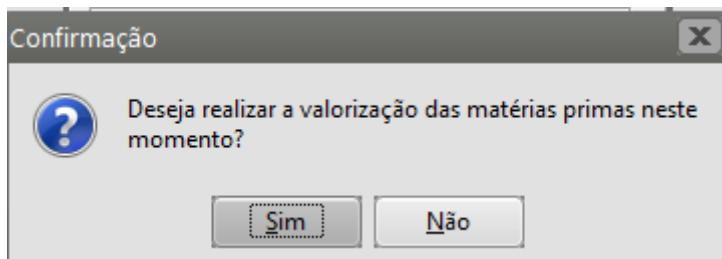 Confirmação
Deseja realizar a valorização das matérias primas neste
momento?
Sim
Não